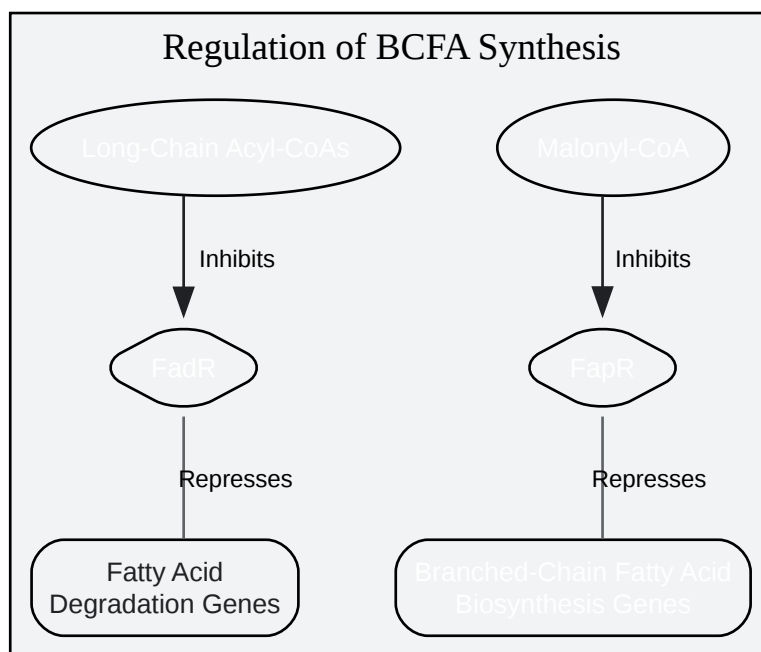 Regulation of BCFA Synthesis
Long-Chain Acyl-CoAs
Malonyl-CoA
Inhibits
Inhibits
FadR
FapR
Represses
Represses
Fatty Acid
Degradation Genes
Branched-Chain Fatty Acid
Biosynthesis Genes